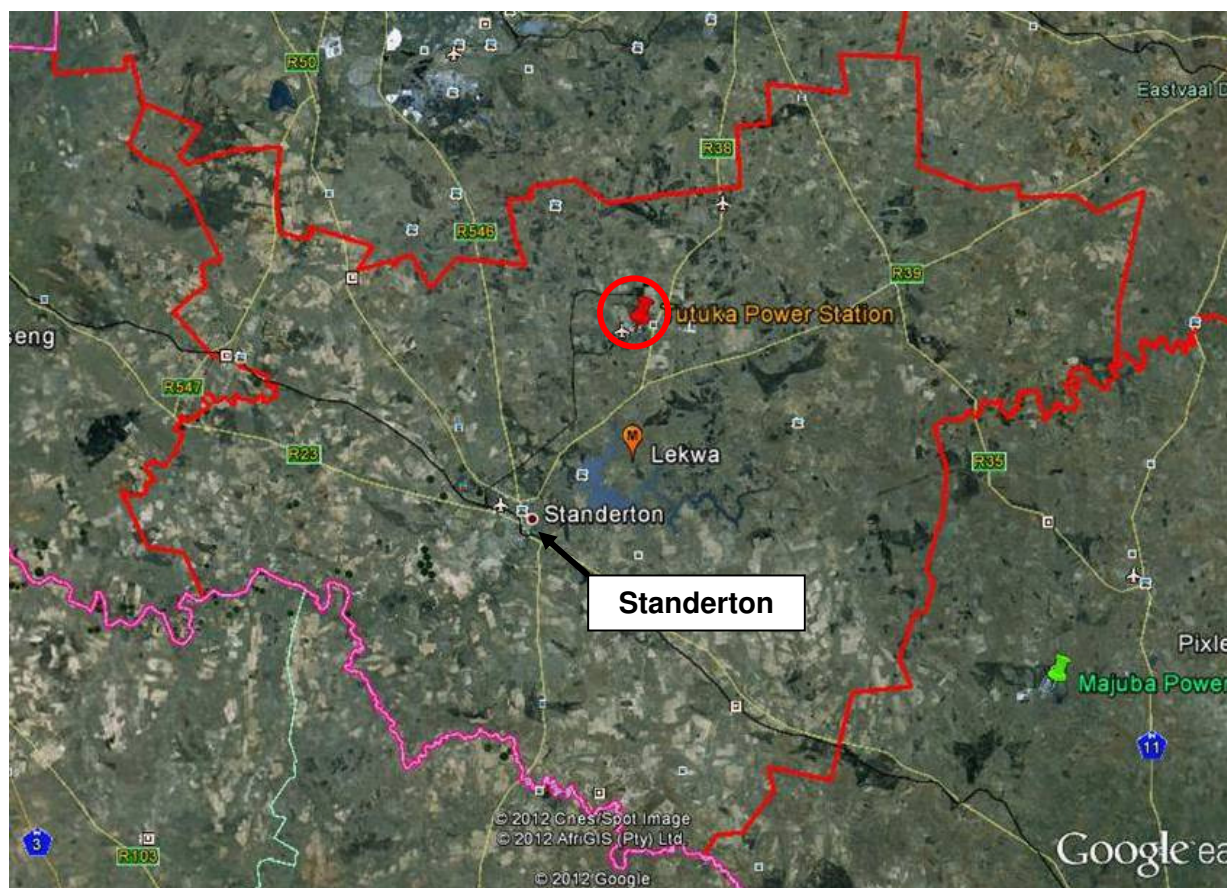 R50
Eastvaal D
R38
R546
R39
Tutuka Power Station
seng
R547
M
Lekwa
R23
R35
Standerton
Standerton
Pixle
Majuba Power
N
11
N
3
R103
© 2012 Cnes/Spot Image
© 2012 AfriGIS (Pty) Ltd.
© 2012 Google
Google ea